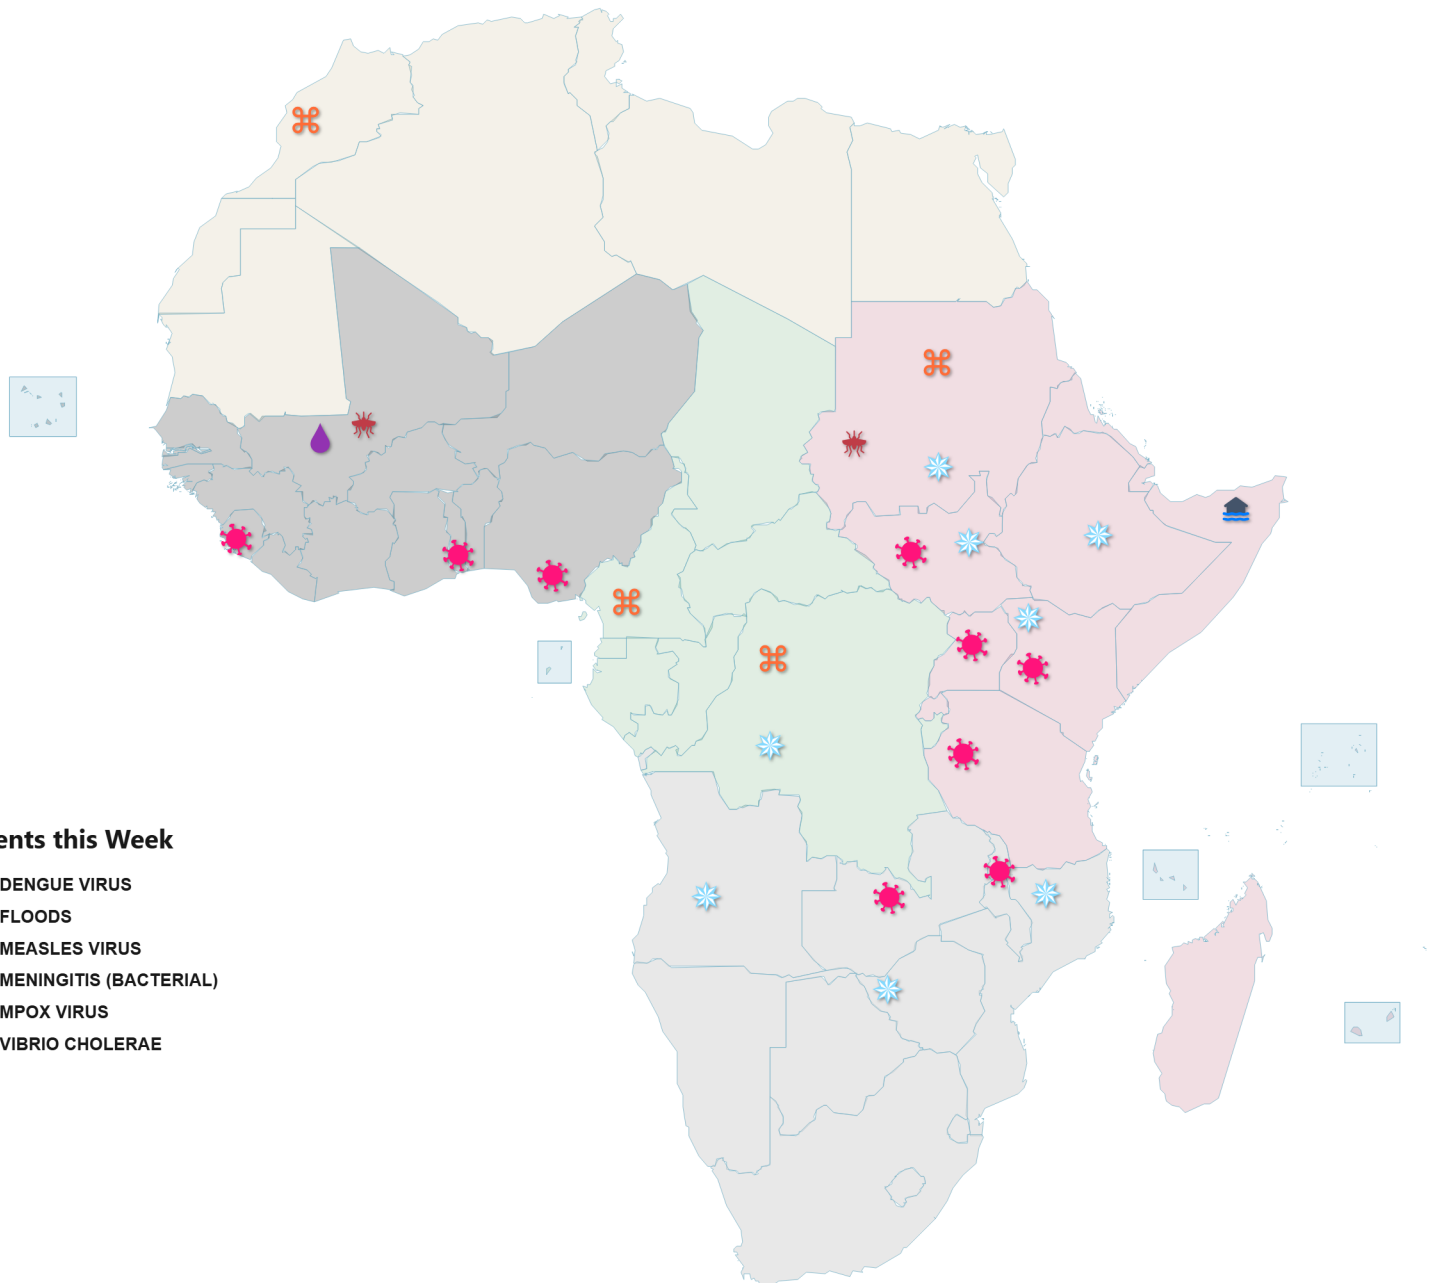 ents this Week
DENGUE VIRUS
FLOODS
MEASLES VIRUS
MENINGITIS (BACTERIAL)
MPOX VIRUS
VIBRIO CHOLERAE